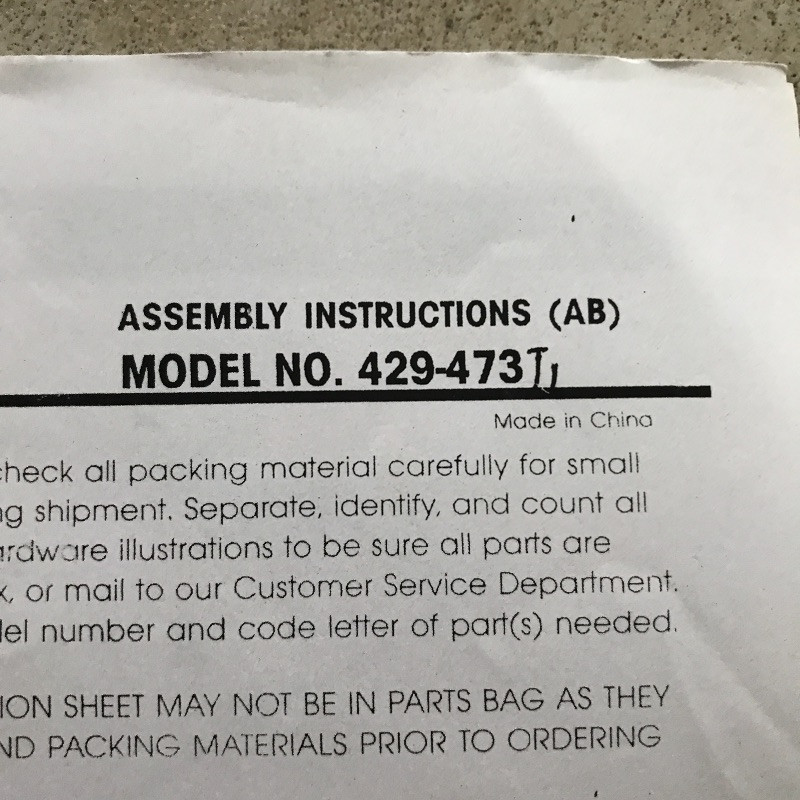 ASSEMBLY INSTRUCTIONS (AB)
MODEL NO. 429-473
Made in China
check all packing material carefully for small
ng shipment. Separate, identify, and count all
ardware illustrations to be sure all parts are
x, or mail to our Customer Service Department.
del number and code letter of part(s) needed.
ION SHEET MAY NOT BE IN PARTS BAG AS THEY
ND PACKING MATERIALS PRIOR TO ORDERING